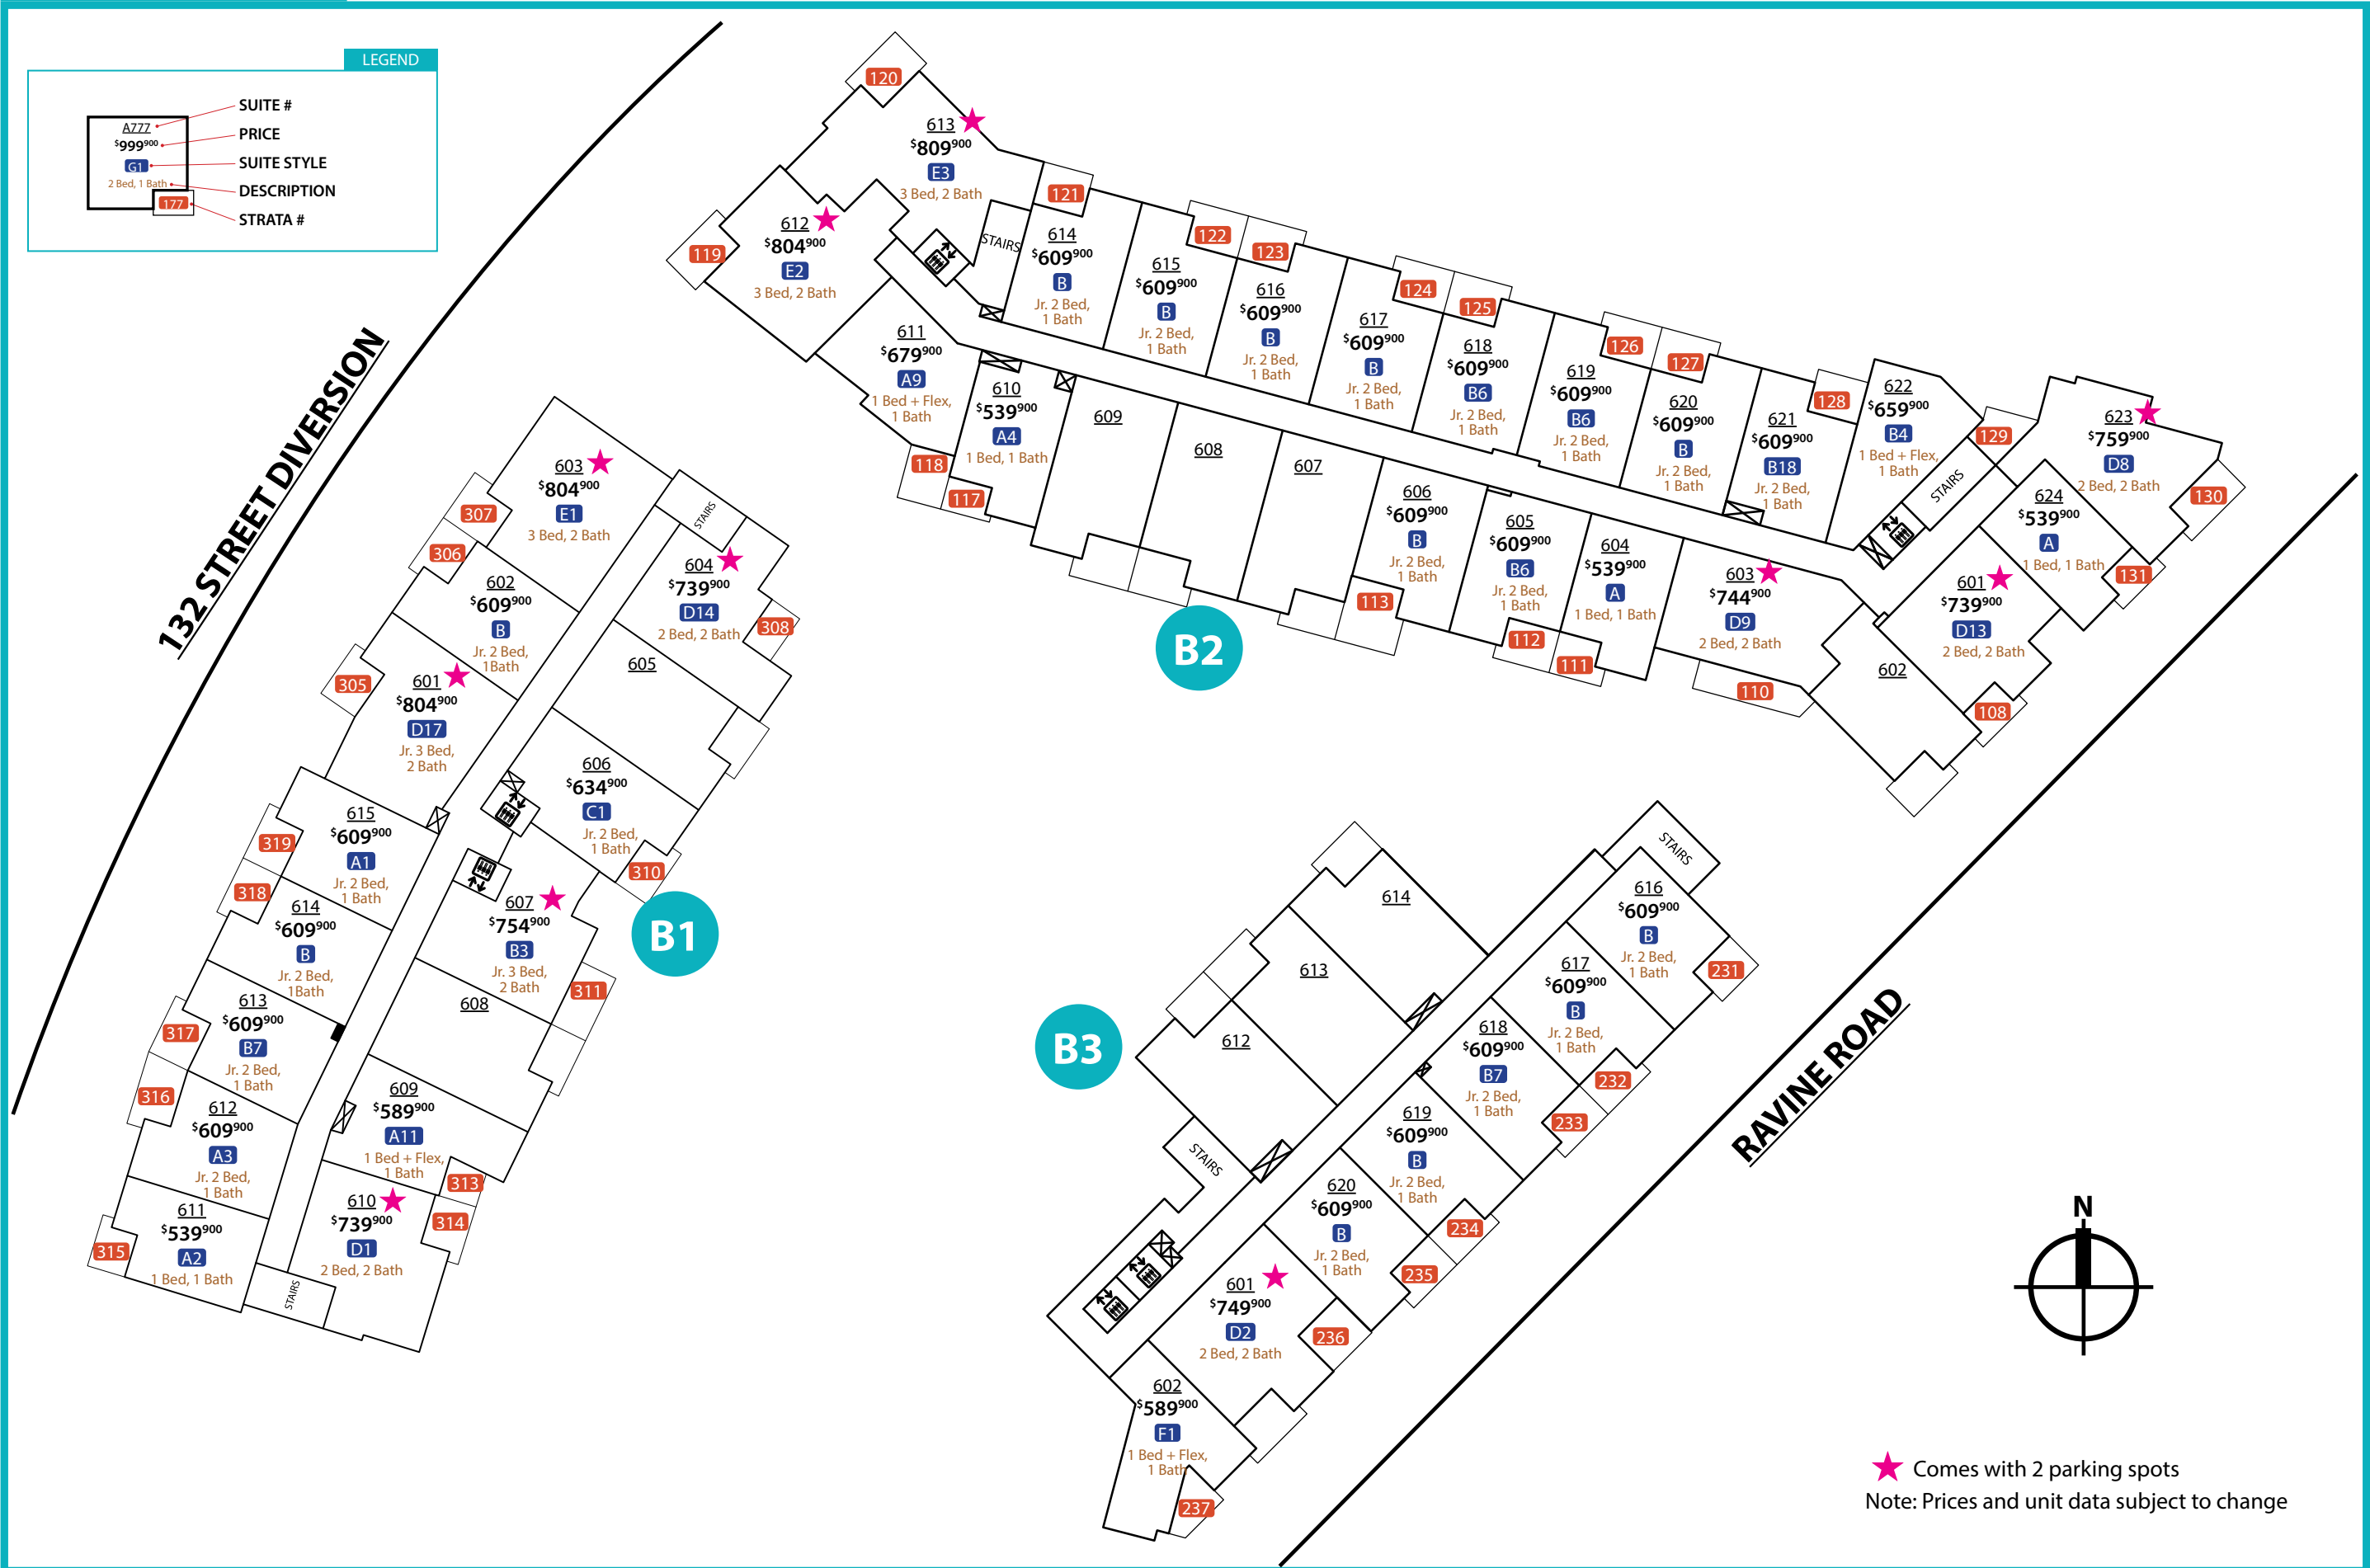 LEGEND
SUITE #
PRICE
SUITE STYLE
DESCRIPTION
STRATA #
A777
$999900
G1
2 Bed, 1 Bath
177
132 STREET DIVERSION
B1
603
$804900
E1
3 Bed, 2 Bath
307
306
602
$609900
B
Jr. 2 Bed,
1Bath
601
$804900
D17
Jr. 3 Bed,
2 Bath
305
STAIRS
604
$739900
D14
2 Bed, 2 Bath
308
605
606
$634900
C1
Jr. 2 Bed,
1 Bath
310
615
$609900
A1
Jr. 2 Bed,
1 Bath
319
318
614
$609900
B
Jr. 2 Bed,
1Bath
607
$754900
B3
Jr. 3 Bed,
2 Bath
311
608
613
$609900
B7
Jr. 2 Bed,
1 Bath
317
316
612
$609900
A3
Jr. 2 Bed,
1 Bath
609
$589900
A11
1 Bed + Flex,
1 Bath
313
314
611
$539900
A2
1 Bed, 1 Bath
315
610
$739900
D1
2 Bed, 2 Bath
STAIRS
B2
120
613
$809900
E3
3 Bed, 2 Bath
612
$804900
E2
3 Bed, 2 Bath
119
STAIRS
121
614
$609900
B
Jr. 2 Bed,
1 Bath
615
$609900
B
Jr. 2 Bed,
1 Bath
122
123
616
$609900
B
Jr. 2 Bed,
1 Bath
617
$609900
B
Jr. 2 Bed,
1 Bath
124
125
618
$609900
B6
Jr. 2 Bed,
1 Bath
619
$609900
B6
Jr. 2 Bed,
1 Bath
126
127
620
$609900
B
Jr. 2 Bed,
1 Bath
621
$609900
B18
Jr. 2 Bed,
1 Bath
128
622
$659900
B4
1 Bed + Flex,
1 Bath
129
STAIRS
623
$759900
D8
2 Bed, 2 Bath
130
624
$539900
A
1 Bed, 1 Bath
131
611
$679900
A9
1 Bed + Flex,
1 Bath
118
610
$539900
A4
1 Bed, 1 Bath
117
609
608
607
606
$609900
B
Jr. 2 Bed,
1 Bath
113
605
$609900
B6
Jr. 2 Bed,
1 Bath
112
604
$539900
A
1 Bed, 1 Bath
111
603
$744900
D9
2 Bed, 2 Bath
110
602
601
$739900
D13
2 Bed, 2 Bath
108
B3
614
613
612
STAIRS
STAIRS
616
$609900
B
Jr. 2 Bed,
1 Bath
231
617
$609900
B
Jr. 2 Bed,
1 Bath
232
618
$609900
B7
Jr. 2 Bed,
1 Bath
233
619
$609900
B
Jr. 2 Bed,
1 Bath
234
620
$609900
B
Jr. 2 Bed,
1 Bath
235
601
$749900
D2
2 Bed, 2 Bath
236
602
$589900
F1
1 Bed + Flex,
1 Bath
237
RAVINE ROAD
N
Comes with 2 parking spots
Note: Prices and unit data subject to change